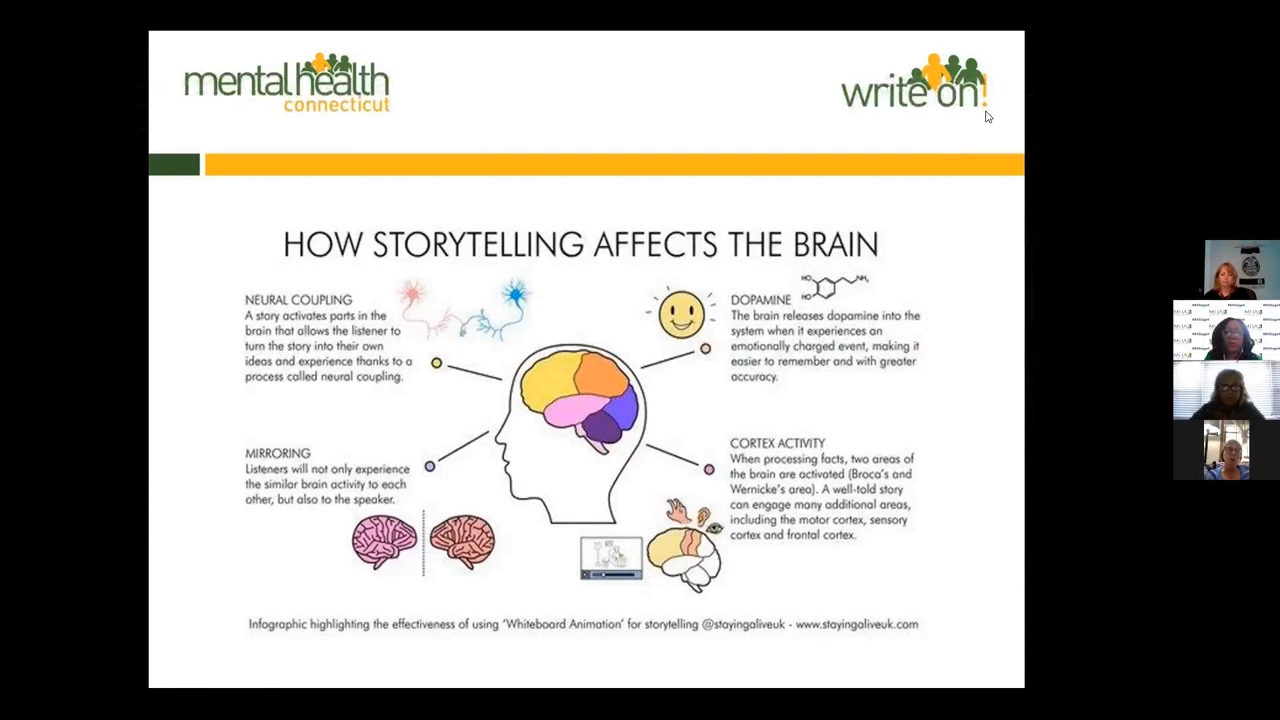 mental health
connecticut
write on!
HOW STORYTELLING AFFECTS THE BRAIN
NEURAL COUPLING
A story activates parts in the
brain that allows the listener to
turn the story into their own
ideas and experience thanks to a
process called neural coupling.
HO
HO
NH₂
DOPAMINE
The brain releases dopamine into the
system when it experiences an
emotionally charged event, making it
easier to remember and with greater
accuracy.
MIRRORING
Listeners will not only experience
the similar brain activity to each
other, but also to the speaker.
CORTEX ACTIVITY
When processing facts, two areas of
the brain are activated (Broca's and
Wernicke's area). A well-told story
can engage many additional areas,
including the motor cortex, sensory
cortex and frontal cortex.
Infographic highlighting the effectiveness of using 'Whiteboard Animation' for storytelling @stayingaliveuk - www.stayingaliveuk.com